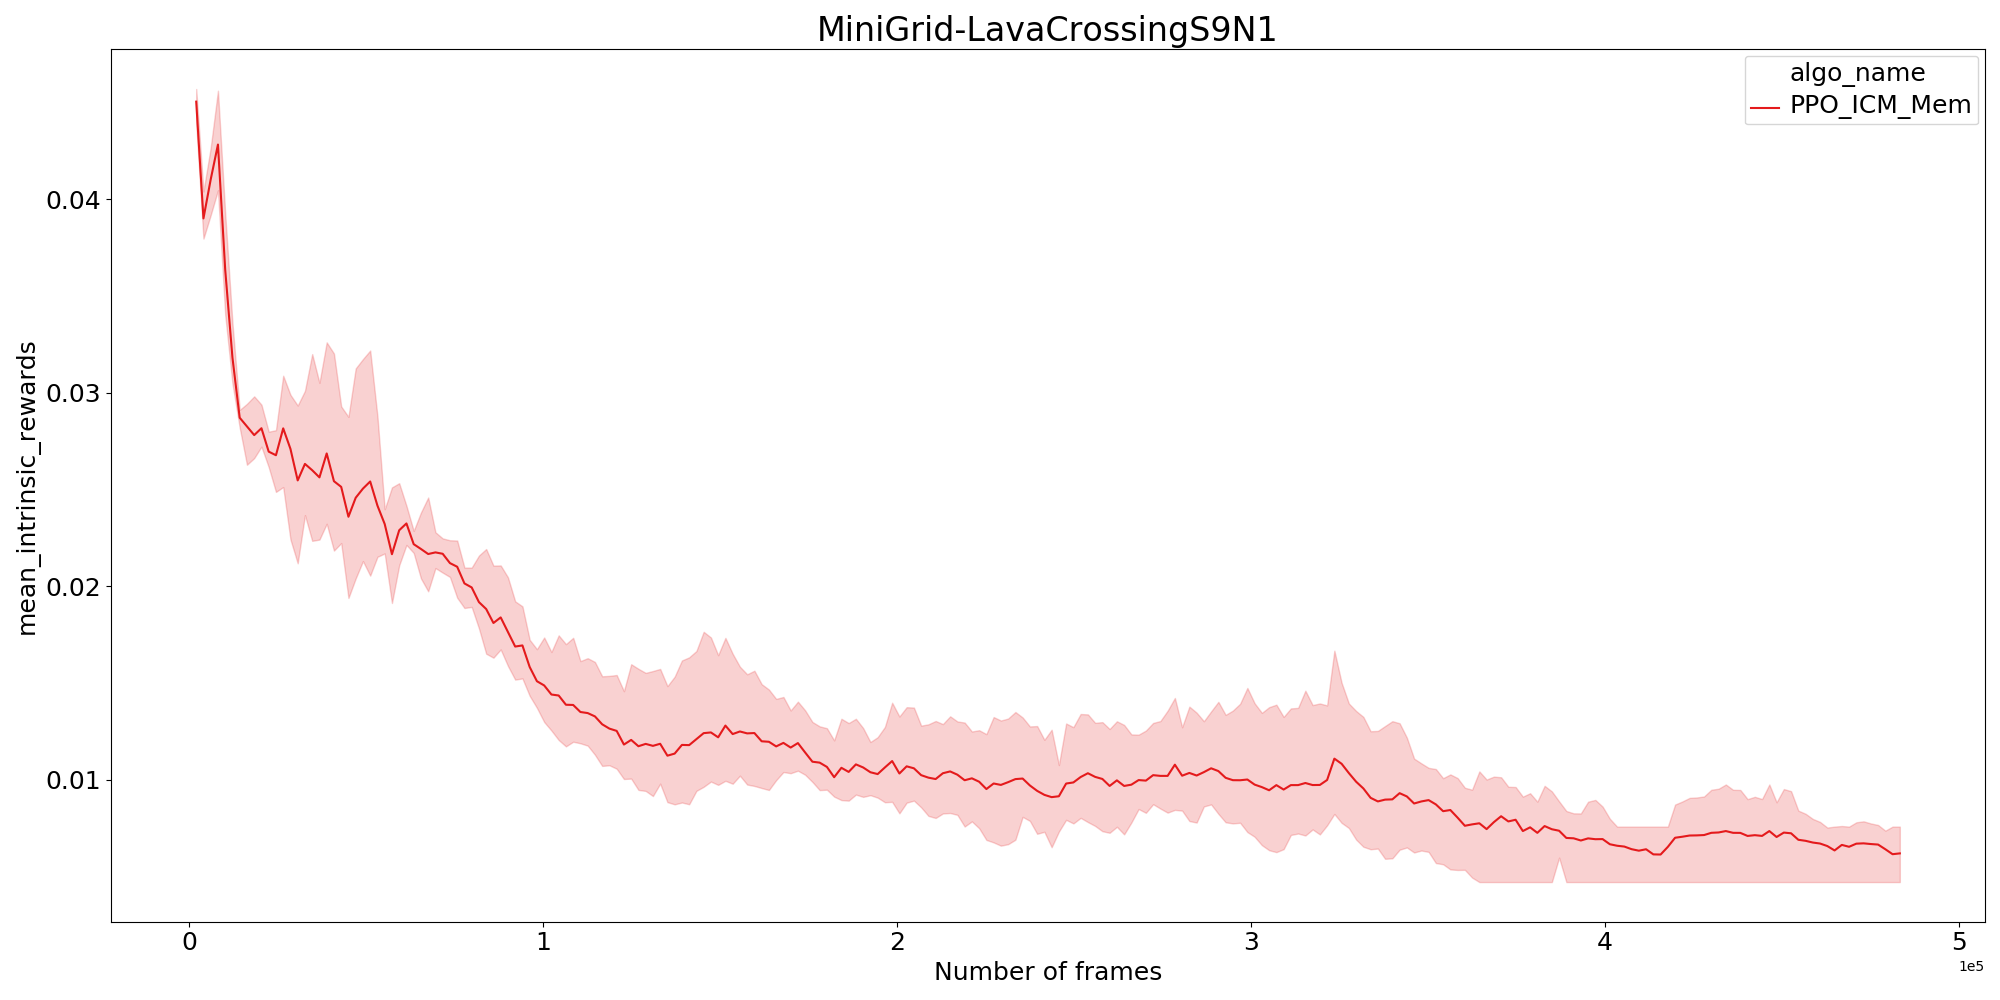 MiniGrid-LavaCrossingS9N1
algo_name
PPO_ICM_Mem
mean_intrinsic_rewards
0.04
0.03
0.02
0.01
0 1 2 3 4 5
1e5
Number of frames